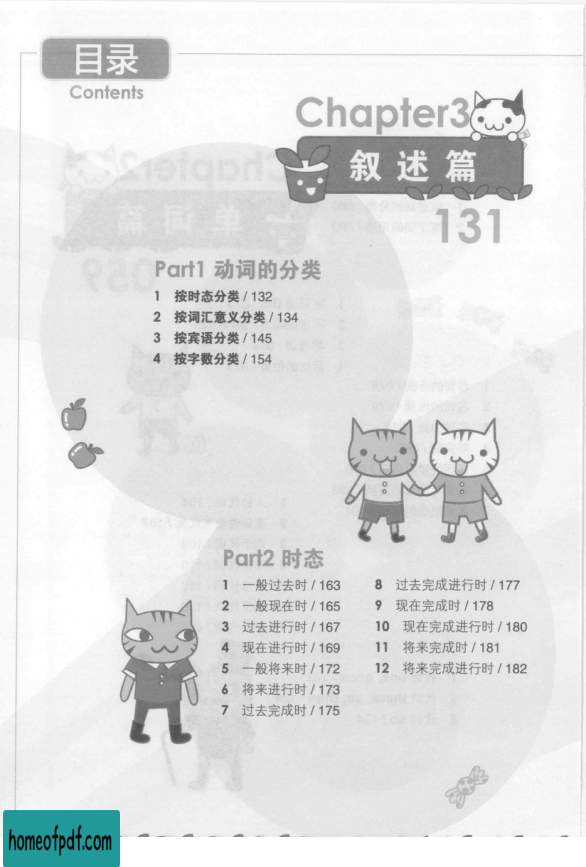 目录
Contents
Chapter3
叙述篇
131
Part1 动词的分类
1 按时态分类 / 132
2 按词汇意义分类 / 134
3 按宾语分类 / 145
4 按字数分类 / 154
Part2 时态
1 一般过去时 / 163
2 一般现在时 / 165
3 过去进行时 / 167
4 现在进行时 / 169
5 一般将来时 / 172
6 将来进行时 / 173
7 过去完成时 / 175
8 过去完成进行时 / 177
9 现在完成时 / 178
10 现在完成进行时 / 180
11 将来完成时 / 181
12 将来完成进行时 / 182
homeofpdf.com